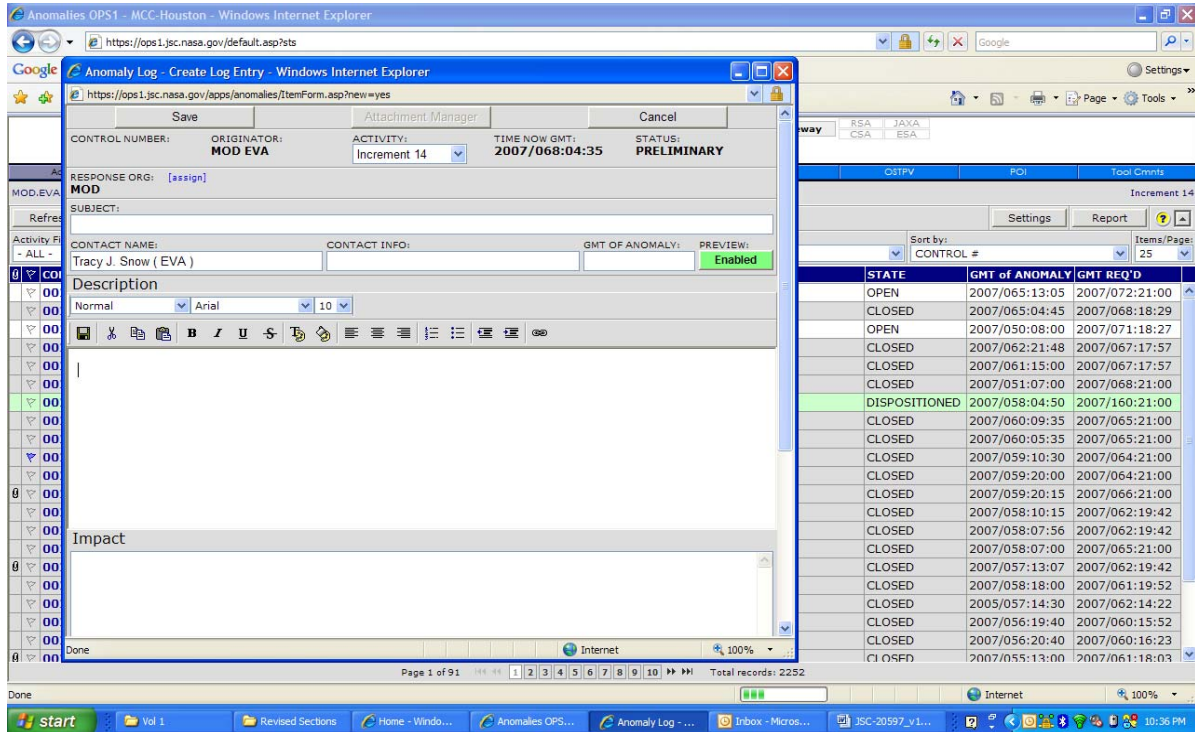 Anomalies OPS1 - MCC-Houston - Windows Internet Explorer
https://ops1.jsc.nasa.gov/default.asp?sts
Google
Google
Settings
Page
Tools
Anomaly Log - Create Log Entry - Windows Internet Explorer
https://ops1.jsc.nasa.gov/apps/anomalies/ItemForm.asp?new=yes
Save
Attachment Manager
Cancel
CONTROL NUMBER:
ORIGINATOR:
MOD EVA
ACTIVITY:
Increment 14
TIME NOW GMT:
2007/068:04:35
STATUS:
PRELIMINARY
RESPONSE ORG: [assign]
MOD
SUBJECT:
CONTACT NAME:
Tracy J. Snow ( EVA )
CONTACT INFO:
GMT OF ANOMALY:
PREVIEW:
Enabled
Description
Normal
Arial
10
B I U S
Impact
Done
Internet
100%
way
RSA JAXA
CSA ESA
OSTPV
POI
Tool Cmnts
MOD.EVA
Increment 14
Refres
Settings
Report
Activity Fi
- ALL -
Sort by:
CONTROL #
Items/Page:
25
STATE GMT of ANOMALY GMT REQ'D
OPEN 2007/065:13:05 2007/072:21:00
CLOSED 2007/065:04:45 2007/068:18:29
OPEN 2007/050:08:00 2007/071:18:27
CLOSED 2007/062:21:48 2007/067:17:57
CLOSED 2007/061:15:00 2007/067:17:57
CLOSED 2007/051:07:00 2007/068:21:00
DISPOSITIONED 2007/058:04:50 2007/160:21:00
CLOSED 2007/060:09:35 2007/065:21:00
CLOSED 2007/060:05:35 2007/065:21:00
CLOSED 2007/059:10:30 2007/064:21:00
CLOSED 2007/059:20:00 2007/064:21:00
CLOSED 2007/059:20:15 2007/066:21:00
CLOSED 2007/058:10:15 2007/062:19:42
CLOSED 2007/058:07:56 2007/062:19:42
CLOSED 2007/058:07:00 2007/065:21:00
CLOSED 2007/057:13:07 2007/062:19:42
CLOSED 2007/058:18:00 2007/061:19:52
CLOSED 2005/057:14:30 2007/062:14:22
CLOSED 2007/056:19:40 2007/060:15:52
CLOSED 2007/056:20:40 2007/060:16:23
CLOSED 2007/055:13:00 2007/061:18:03
Page 1 of 91 1 2 3 4 5 6 7 8 9 10 Total records: 2252
Done
Internet
100%
start
Vol 1
Revised Sections
Home - Windo...
Anomalies OPS...
Anomaly Log - ...
Inbox - Micros...
JSC-20597_v1...
10:36 PM